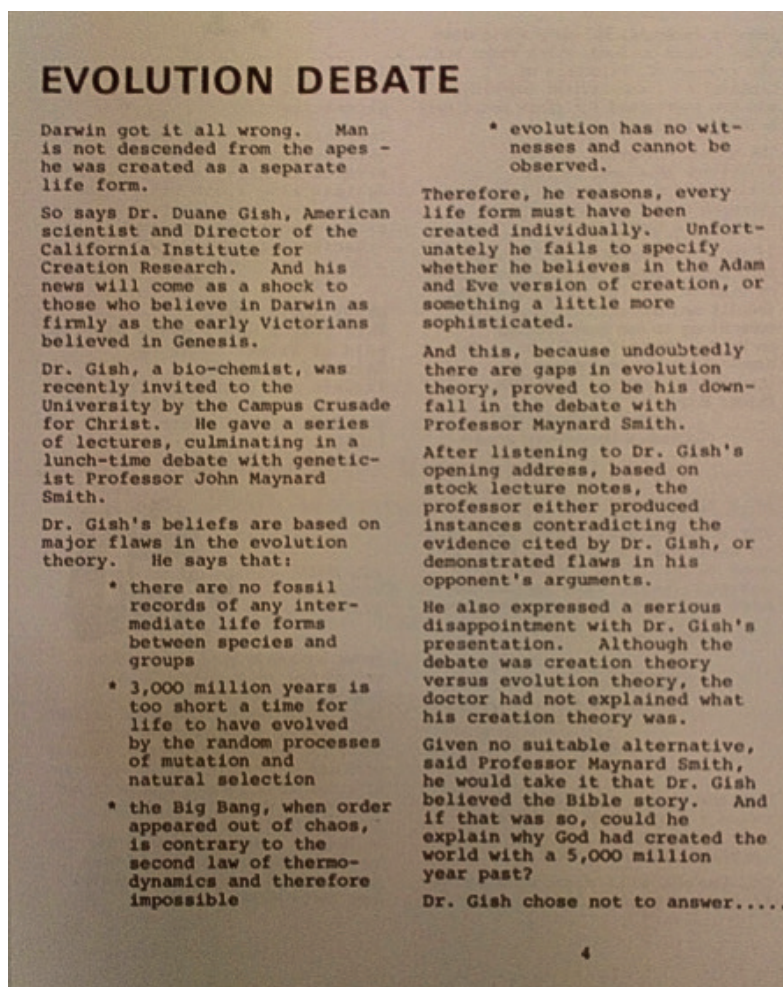 EVOLUTION DEBATE
Darwin got it all wrong. Man
is not descended from the apes -
he was created as a separate
life form.
So says Dr. Duane Gish, American
scientist and Director of the
California Institute for
Creation Research. And his
news will come as a shock to
those who believe in Darwin as
firmly as the early Victorians
believed in Genesis.
Dr. Gish, a bio-chemist, was
recently invited to the
University by the Campus Crusade
for Christ. He gave a series
of lectures, culminating in a
lunch-time debate with genetic-
ist Professor John Maynard
Smith.
Dr. Gish's beliefs are based on
major flaws in the evolution
theory. He says that:
* there are no fossil
records of any inter-
mediate life forms
between species and
groups
* 3,000 million years is
too short a time for
life to have evolved
by the random processes
of mutation and
natural selection
* the Big Bang, when order
appeared out of chaos,
is contrary to the
second law of thermo-
dynamics and therefore
impossible
* evolution has no wit-
nesses and cannot be
observed.
Therefore, he reasons, every
life form must have been
created individually. Unfort-
unately he fails to specify
whether he believes in the Adam
and Eve version of creation, or
something a little more
sophisticated.
And this, because undoubtedly
there are gaps in evolution
theory, proved to be his down-
fall in the debate with
Professor Maynard Smith.
After listening to Dr. Gish's
opening address, based on
stock lecture notes, the
professor either produced
instances contradicting the
evidence cited by Dr. Gish, or
demonstrated flaws in his
opponent's arguments.
He also expressed a serious
disappointment with Dr. Gish's
presentation. Although the
debate was creation theory
versus evolution theory, the
doctor had not explained what
his creation theory was.
Given no suitable alternative,
said Professor Maynard Smith,
he would take it that Dr. Gish
believed the Bible story. And
if that was so, could he
explain why God had created the
world with a 5,000 million
year past?
Dr. Gish chose not to answer.....
4